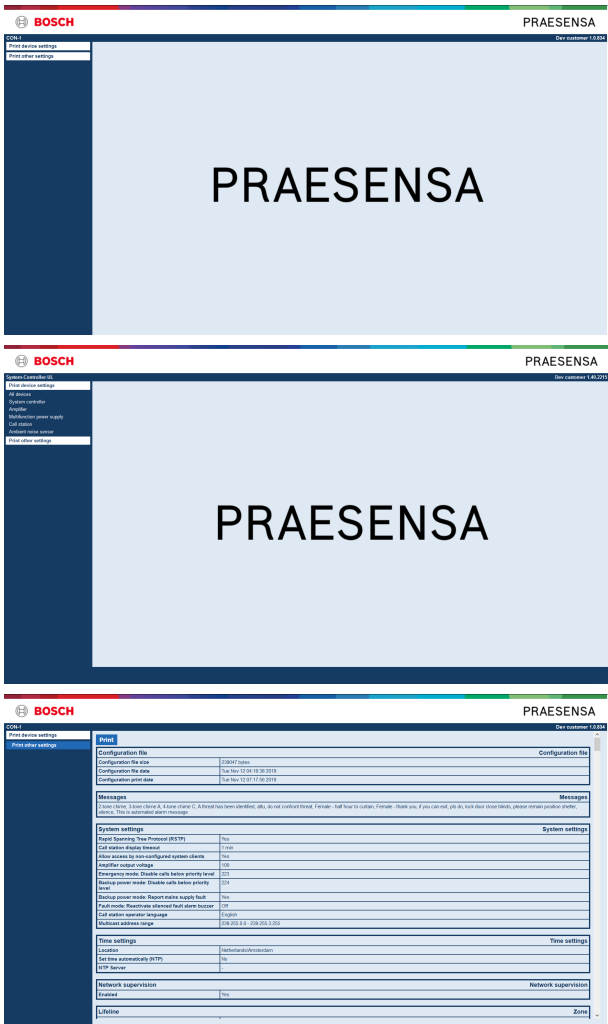 BOSCH
PRAESENSA
CON-1
Dev customer 1.0.834
Print device settings
Print other settings
PRAESENSA
BOSCH
PRAESENSA
System Controller UL
Dev customer 1.40.2215
Print device settings
All devices
System controller
Amplifier
Multifunction power supply
Call station
Ambient noise sensor
Print other settings
PRAESENSA
BOSCH
PRAESENSA
CON-1
Dev customer 1.0.834
Print device settings
Print other settings
Print
Configuration file Configuration file
Configuration file size 239047 bytes
Configuration file date Tue Nov 12 04:18:38 2019
Configuration print date Tue Nov 12 07:17:56 2019
Messages Messages
2-tone chime, 3-tone chime A, 4-tone chime C, A threat has been identified, allu, do not confront threat, Female - half hour to curtain, Female - thank you, if you can exit, pls do, lock door close blinds, please remain position shelter,
silence, This is automated alarm message
System settings System settings
Rapid Spanning Tree Protocol (RSTP) Yes
Call station display timeout 1 min
Allow access by non-configured system clients Yes
Amplifier output voltage 100
Emergency mode: Disable calls below priority level 223
Backup power mode: Disable calls below priority 224
level
Backup power mode: Report mains supply fault Yes
Fault mode: Reactivate silenced fault alarm buzzer Off
Call station operator language English
Multicast address range 239.255.0.0 - 239.255.3.255
Time settings Time settings
Location Netherlands/Amsterdam
Set time automatically (NTP) No
NTP Server -
Network supervision Network supervision
Enabled Yes
Lifeline Zone